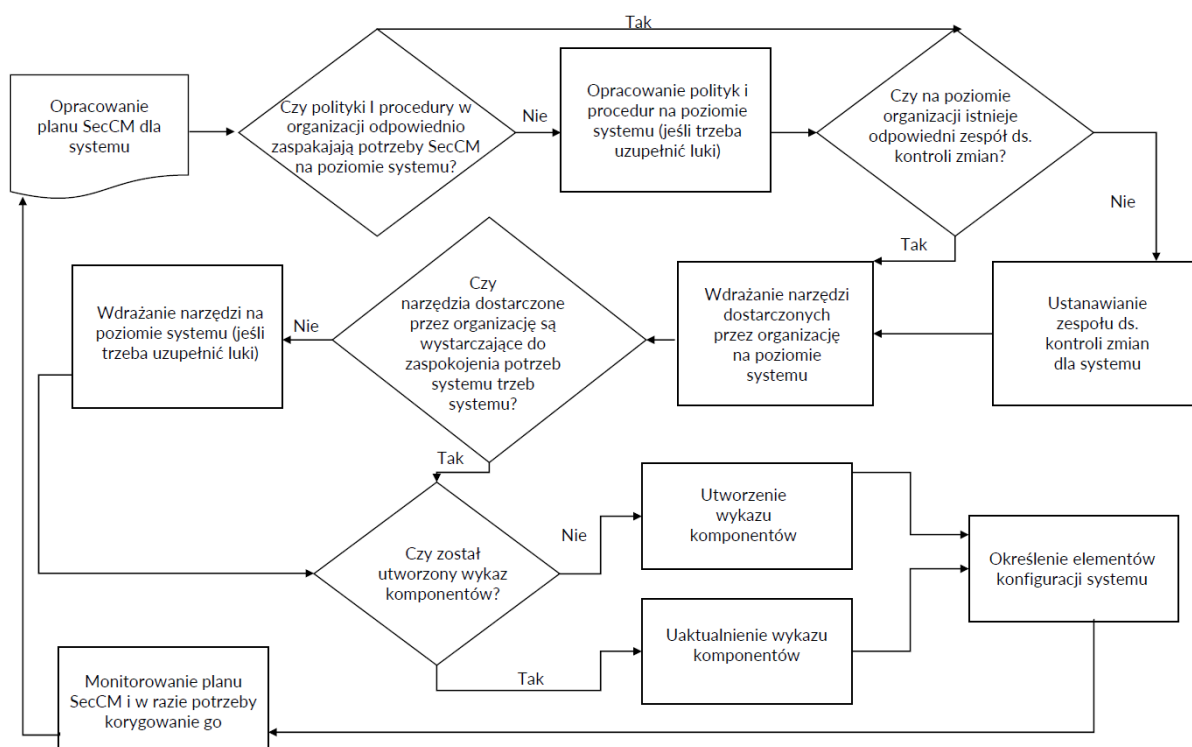 Tak
Opracowanie
planu SecCM dla
systemu
Czy polityki I procedury w
organizacji odpowiednio
zaspakajają potrzeby SecCM
na poziomie systemu?
Nie
Opracowanie polityk i
procedur na poziomie
systemu (jeśli trzeba
uzupełnić luki)
Czy na poziomie
organizacji istnieje
odpowiedni zespół ds.
kontroli zmian?
Nie
Tak
Ustanawianie
zespołu ds.
kontroli zmian
dla systemu
Wdrażanie narzędzi
dostarczonych
przez organizację
na poziomie
systemu
Czy
narzędzia dostarczone
przez organizację są
wystarczające do
zaspokojenia potrzeb
systemu trzeb
systemu?
Nie
Wdrażanie narzędzi na
poziomie systemu (jeśli
trzeba uzupełnić luki)
Tak
Czy został
utworzony wykaz
komponentów?
Nie
Utworzenie
wykazu
komponentów
Tak
Uaktualnienie wykazu
komponentów
Określenie elementów
konfiguracji systemu
Monitorowanie planu
SecCM i w razie potrzeby
korygowanie go